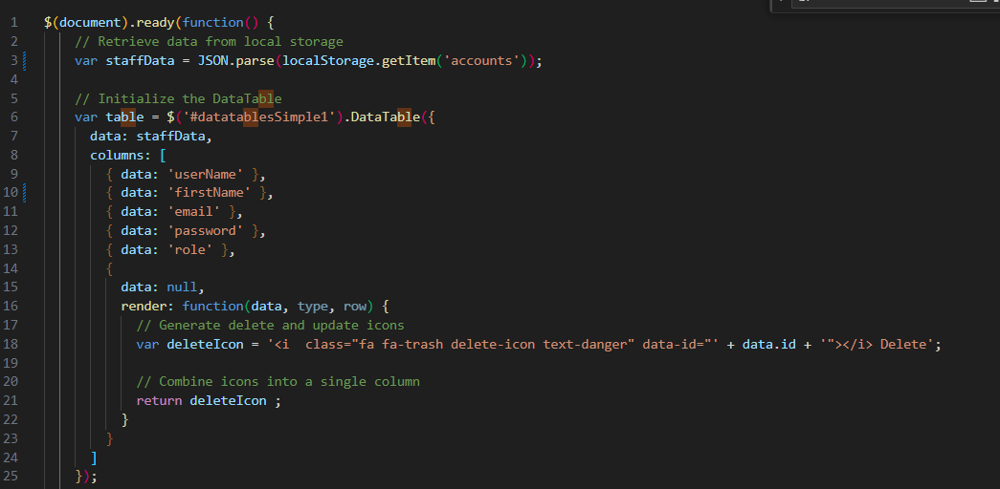 1 $(document).ready(function() {
2 // Retrieve data from local storage
3 var staffData = JSON.parse(localStorage.getItem('accounts'));
4
5 // Initialize the DataTable
6 var table = $('#datatablesSimple1').DataTable({
7 data: staffData,
8 columns: [
9 { data: 'userName' },
10 { data: 'firstName' },
11 { data: 'email' },
12 { data: 'password' },
13 { data: 'role' },
14 {
15 data: null,
16 render: function(data, type, row) {
17 // Generate delete and update icons
18 var deleteIcon = '<i  class="fa fa-trash delete-icon text-danger" data-id="' + data.id + '"></i> Delete';
19
20 // Combine icons into a single column
21 return deleteIcon ;
22 }
23 }
24 ]
25 });